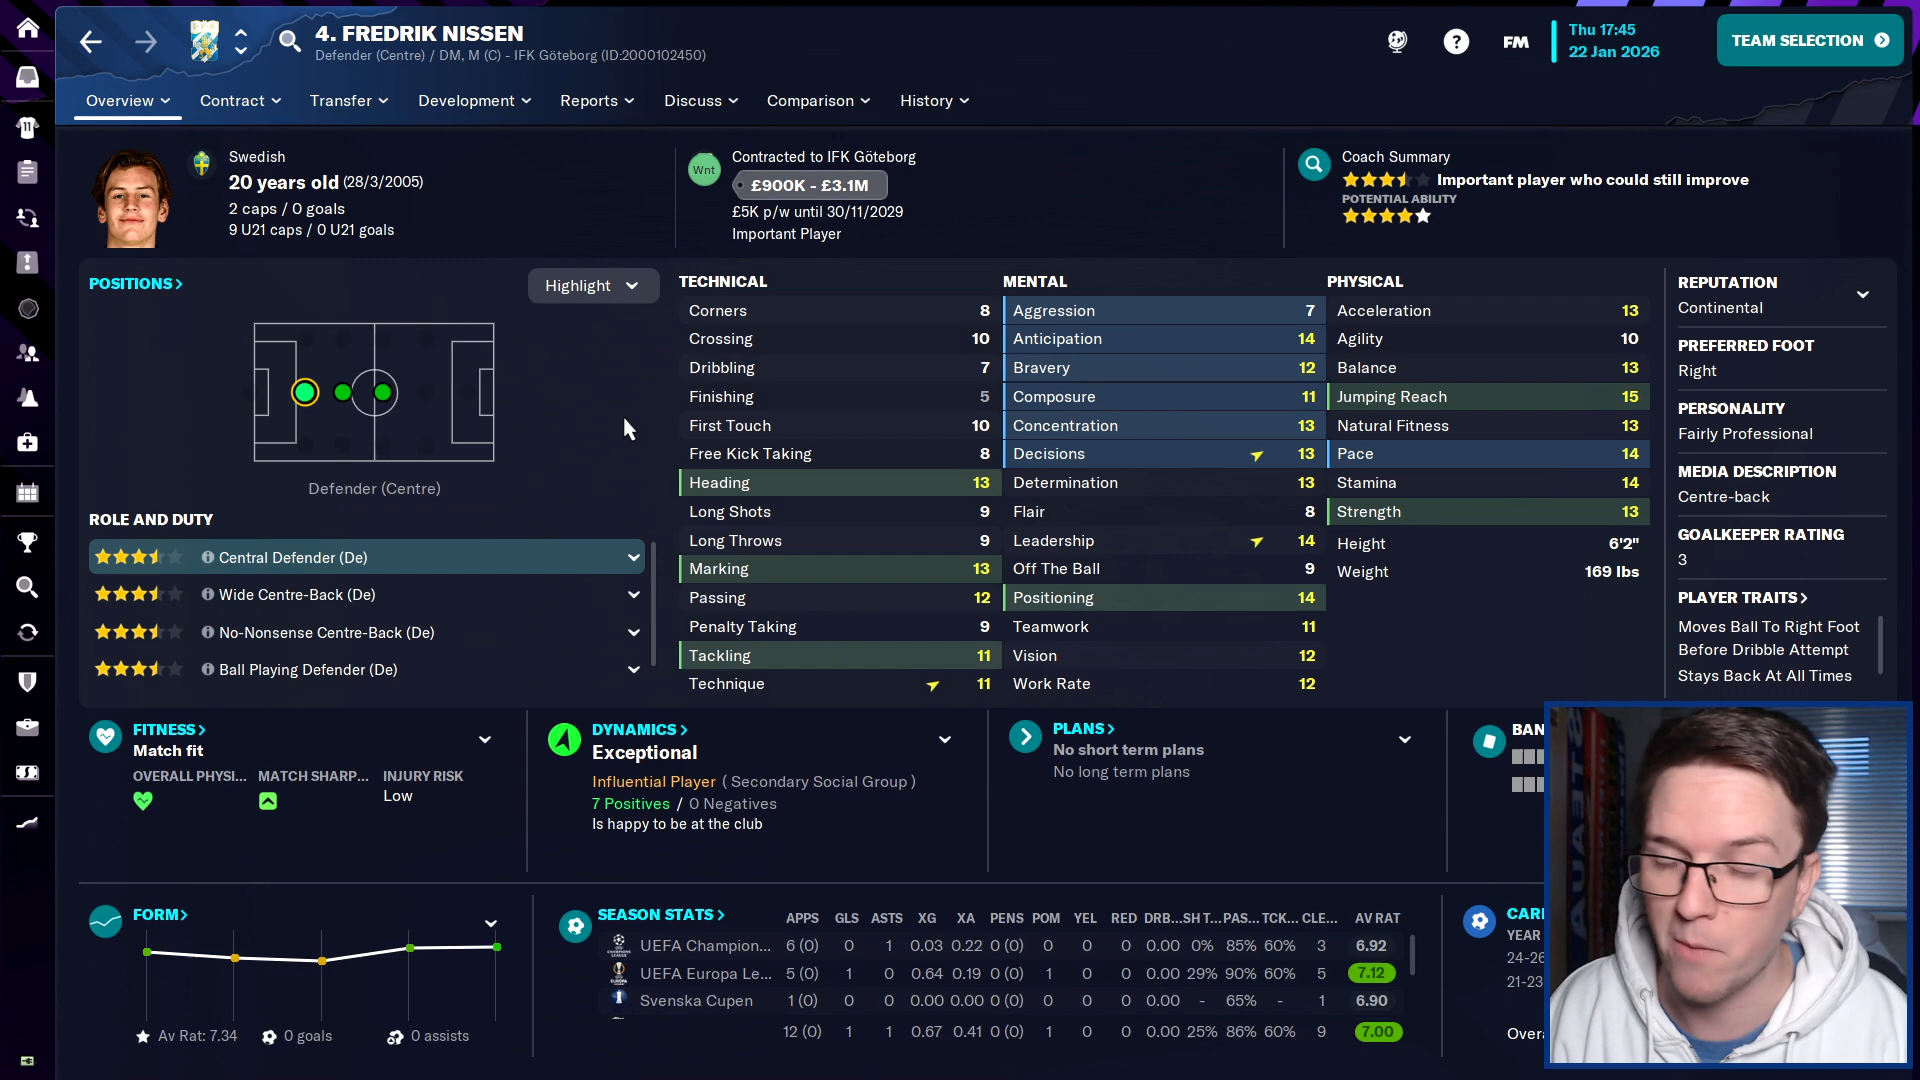 4. FREDRIK NISSEN
Defender (Centre) / DM, M (C) - IFK Göteborg (ID:2000102450)
FM
Thu 17:45
22 Jan 2026
TEAM SELECTION
Overview
Contract
Transfer
Development
Reports
Discuss
Comparison
History
Swedish
20 years old (28/3/2005)
2 caps / 0 goals
9 U21 caps / 0 U21 goals
Wnt
Contracted to IFK Göteborg
£900K - £3.1M
£5K p/w until 30/11/2029
Important Player
Coach Summary
Important player who could still improve
POTENTIAL ABILITY
POSITIONS
Highlight
Defender (Centre)
ROLE AND DUTY
Central Defender (De)
Wide Centre-Back (De)
No-Nonsense Centre-Back (De)
Ball Playing Defender (De)
TECHNICAL
Corners 8
Crossing 10
Dribbling 7
Finishing 5
First Touch 10
Free Kick Taking 8
Heading 13
Long Shots 9
Long Throws 9
Marking 13
Passing 12
Penalty Taking 9
Tackling 11
Technique 11
MENTAL
Aggression 7
Anticipation 14
Bravery 12
Composure 11
Concentration 13
Decisions 13
Determination 13
Flair 8
Leadership 14
Off The Ball 9
Positioning 14
Teamwork 11
Vision 12
Work Rate 12
PHYSICAL
Acceleration 13
Agility 10
Balance 13
Jumping Reach 15
Natural Fitness 13
Pace 14
Stamina 14
Strength 13
Height 6'2"
Weight 169 lbs
REPUTATION
Continental
PREFERRED FOOT
Right
PERSONALITY
Fairly Professional
MEDIA DESCRIPTION
Centre-back
GOALKEEPER RATING
3
PLAYER TRAITS
Moves Ball To Right Foot
Before Dribble Attempt
Stays Back At All Times
FITNESS
Match fit
OVERALL PHYSI... MATCH SHARP... INJURY RISK
Low
DYNAMICS
Exceptional
Influential Player ( Secondary Social Group )
7 Positives / 0 Negatives
Is happy to be at the club
PLANS
No short term plans
No long term plans
BAN
FORM
Av Rat: 7.34 0 goals 0 assists
SEASON STATS
APPS GLS ASTS XG XA PENS POM YEL RED DRB... SH T... PAS... TCK... CLE... AV RAT
UEFA Champion... 6 (0) 0 1 0.03 0.22 0 (0) 0 0 0 0.00 0% 85% 60% 3 6.92
UEFA Europa Le... 5 (0) 1 0 0.64 0.19 0 (0) 1 0 0 0.00 29% 90% 60% 5 7.12
Svenska Cupen 1 (0) 0 0 0.00 0.00 0 (0) 0 0 0 0.00 - 65% - 1 6.90
12 (0) 1 1 0.67 0.41 0 (0) 1 0 0 0.00 25% 86% 60% 9 7.00
CARI
YEAR
24-26
21-23
Overa